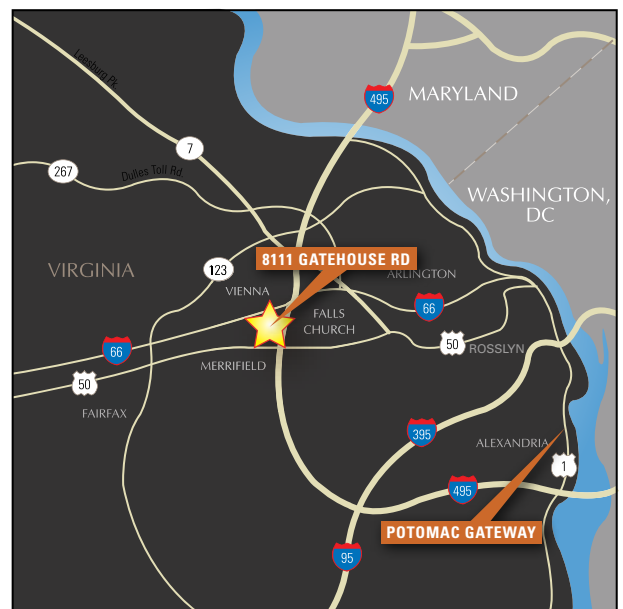 Leesburg Pk.
495
MARYLAND
7
267
Dulles Toll Rd.
WASHINGTON,
DC
VIRGINIA
123
8111 GATEHOUSE RD
ARLINGTON
VIENNA
66
FALLS
CHURCH
66
50
ROSSLYN
MERRIFIELD
50
FAIRFAX
395
ALEXANDRIA
1
495
POTOMAC GATEWAY
95